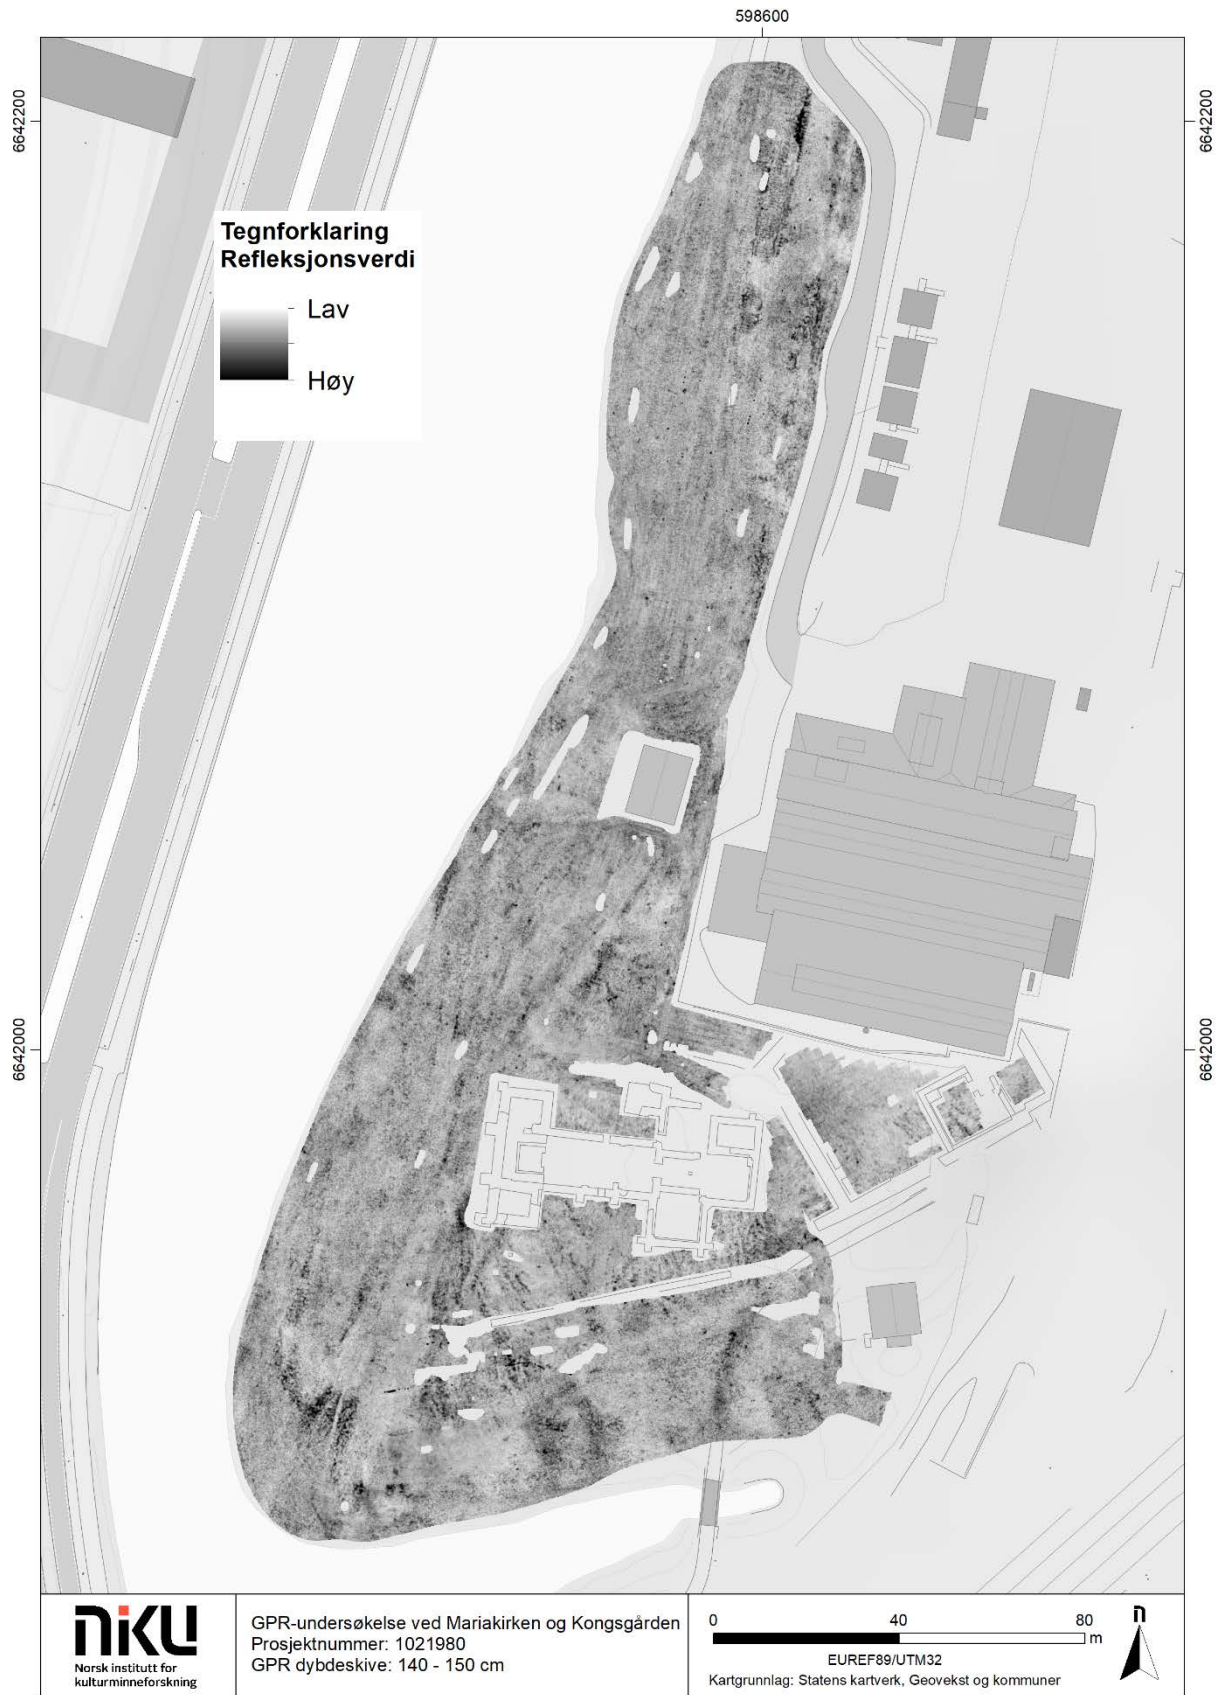 598600
6642200
6642200
Tegnforklaring
Refleksjonsverdi
Lav
Høy
6642000
6642000
NIKU
Norsk institutt for
kulturminneforskning
GPR-undersøkelse ved Mariakirken og Kongsgården
Prosjektnummer: 1021980
GPR dybdeskive: 140 - 150 cm
0 40 80
m
EUREF89/UTM32
Kartgrunnlag: Statens kartverk, Geovekst og kommuner
n